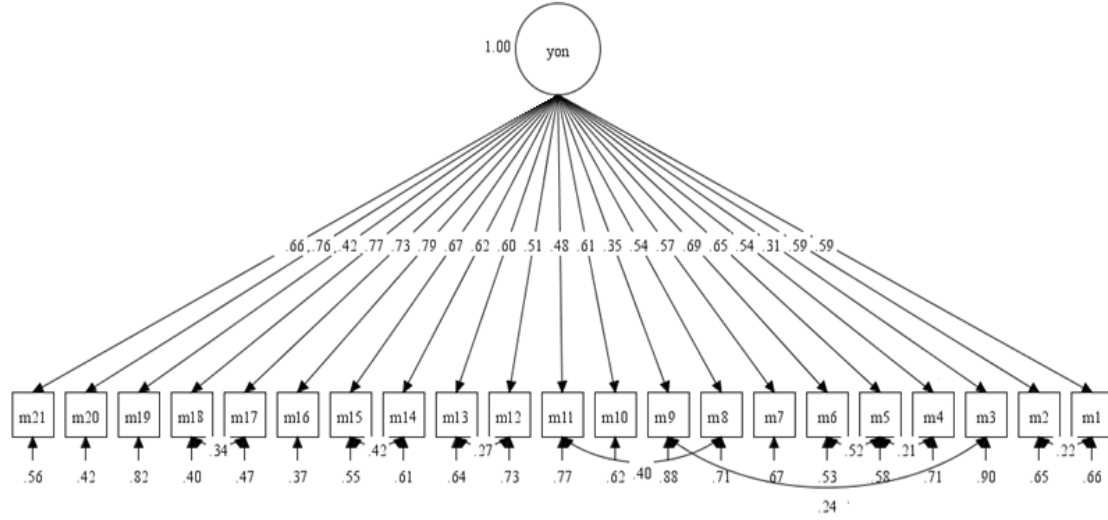 1.00 yon
.66 .76 .42 .77 .73 .79 .67 .62 .60 .51 .48 .61 .35 .54 .57 .69 .65 .54 .31 .59 .59
m21 m20 m19 m18 m17 m16 m15 m14 m13 m12 m11 m10 m9 m8 m7 m6 m5 m4 m3 m2 m1
.34 .42 .27 .52 .21 .22
.56 .42 .82 .40 .47 .37 .55 .61 .64 .73 .77 .62 .40 .88 .71 .67 .53 .58 .71 .90 .65 .66
.24